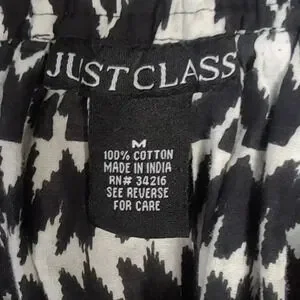 JUST CLASS
M
100% COTTON
MADE IN INDIA
RN# 34216
SEE REVERSE
FOR CARE